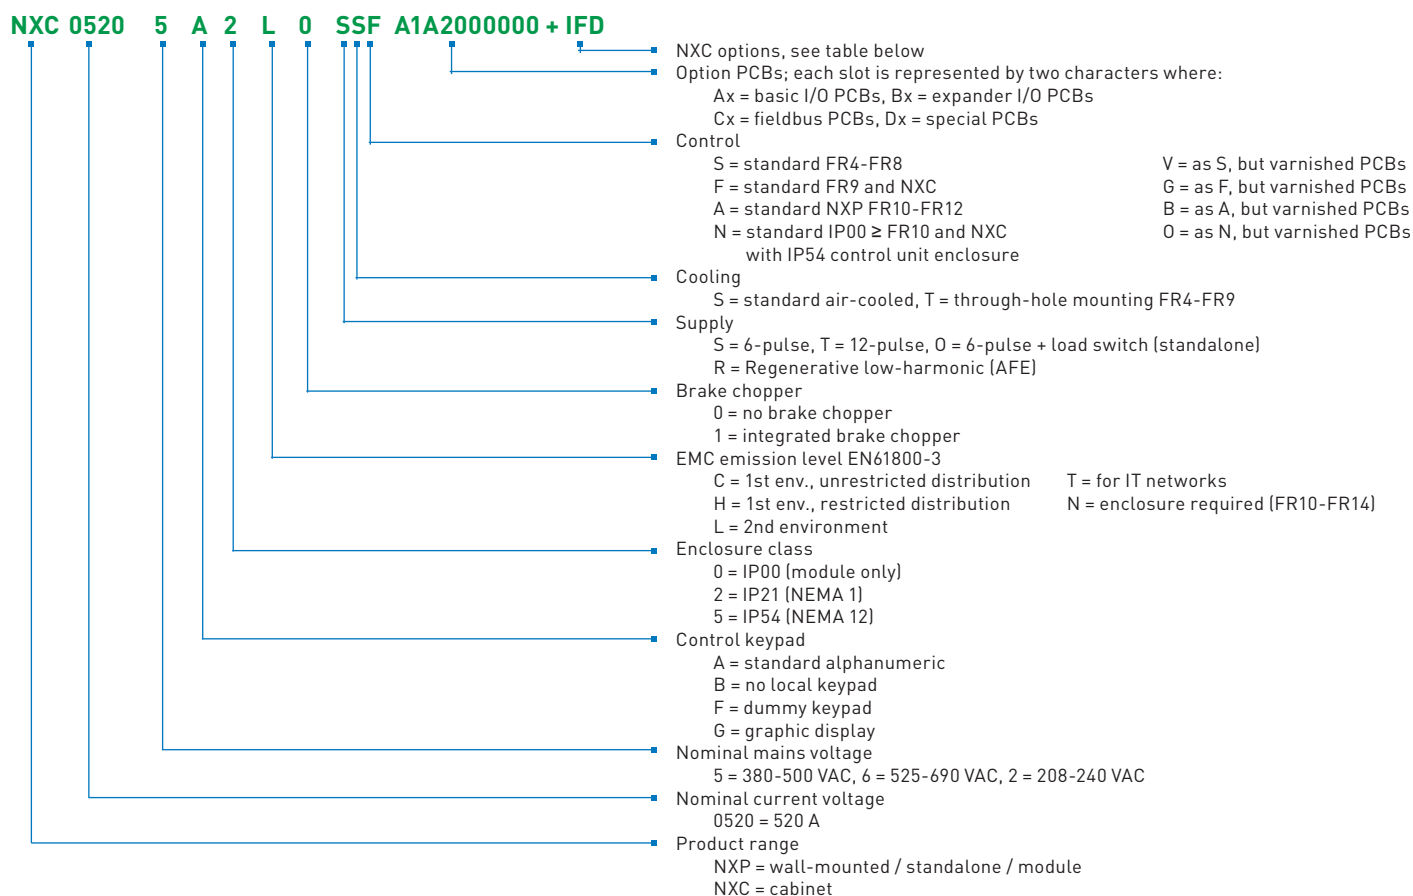 NXC 0520 5 A 2 L 0 SSF A1A2000000 + IFD
NXC options, see table below
Option PCBs; each slot is represented by two characters where:
Ax = basic I/O PCBs, Bx = expander I/O PCBs
Cx = fieldbus PCBs, Dx = special PCBs
Control
S = standard FR4-FR8 V = as S, but varnished PCBs
F = standard FR9 and NXC G = as F, but varnished PCBs
A = standard NXP FR10-FR12 B = as A, but varnished PCBs
N = standard IP00 ≥ FR10 and NXC O = as N, but varnished PCBs
with IP54 control unit enclosure
Cooling
S = standard air-cooled, T = through-hole mounting FR4-FR9
Supply
S = 6-pulse, T = 12-pulse, O = 6-pulse + load switch (standalone)
R = Regenerative low-harmonic (AFE)
Brake chopper
0 = no brake chopper
1 = integrated brake chopper
EMC emission level EN61800-3
C = 1st env., unrestricted distribution T = for IT networks
H = 1st env., restricted distribution N = enclosure required (FR10-FR14)
L = 2nd environment
Enclosure class
0 = IP00 (module only)
2 = IP21 (NEMA 1)
5 = IP54 (NEMA 12)
Control keypad
A = standard alphanumeric
B = no local keypad
F = dummy keypad
G = graphic display
Nominal mains voltage
5 = 380-500 VAC, 6 = 525-690 VAC, 2 = 208-240 VAC
Nominal current voltage
0520 = 520 A
Product range
NXP = wall-mounted / standalone / module
NXC = cabinet